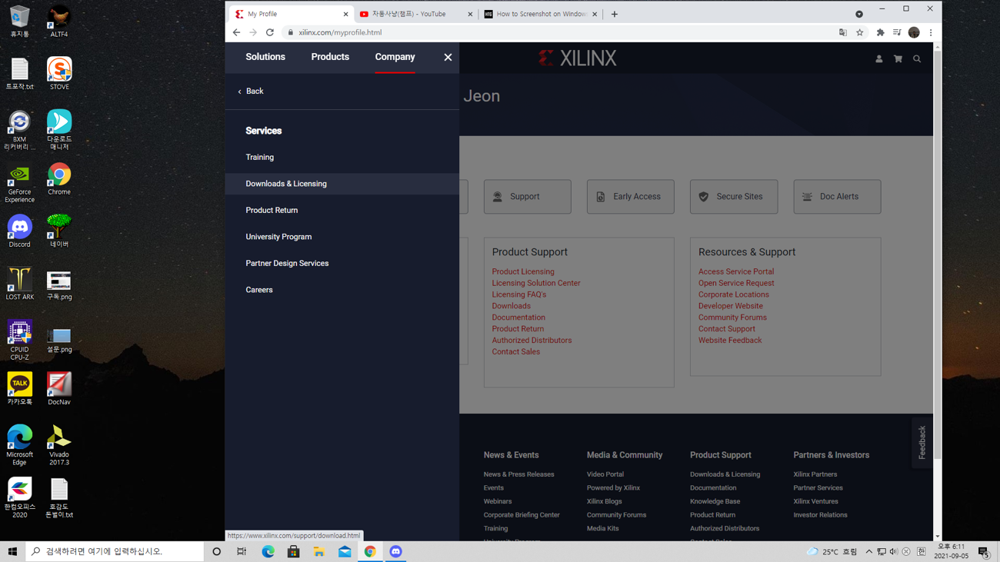 휴지통
ALTF4
트포작.txt
STOVE
BXM
리커버리 ...
다운로드
매니저
GeForce
Experience
Chrome
Discord
네이버
LOST ARK
구독.png
CPUID
CPU-Z
설문.png
TALK
카카오톡
DocNav
Microsoft
Edge
Vivado
2017.3
한컴오피스
2020
호감도
돈벌이.txt
My Profile
자동사냥(잼프) - YouTube
HTG
How to Screenshot on Window
xilinx.com/myprofile.html
Solutions
Products
Company
Back
Services
Training
Downloads & Licensing
Product Return
University Program
Partner Design Services
Careers
XILINX
Jeon
Support
Early Access
Secure Sites
Doc Alerts
Product Support
Product Licensing
Licensing Solution Center
Licensing FAQ's
Downloads
Documentation
Product Return
Authorized Distributors
Contact Sales
Resources & Support
Access Service Portal
Open Service Request
Corporate Locations
Developer Website
Community Forums
Contact Support
Website Feedback
Feedback
News & Events
News & Press Releases
Events
Webinars
Corporate Briefing Center
Training
Media & Community
Video Portal
Powered by Xilinx
Xilinx Blogs
Community Forums
Media Kits
Product Support
Downloads & Licensing
Documentation
Knowledge Base
Product Return
Authorized Distributors
Partners & Investors
Xilinx Partners
Partner Services
Xilinx Ventures
Investor Relations
https://www.xilinx.com/support/download.html
검색하려면 여기에 입력하십시오.
25°C 흐림
한
오후 6:11
2021-09-05
5